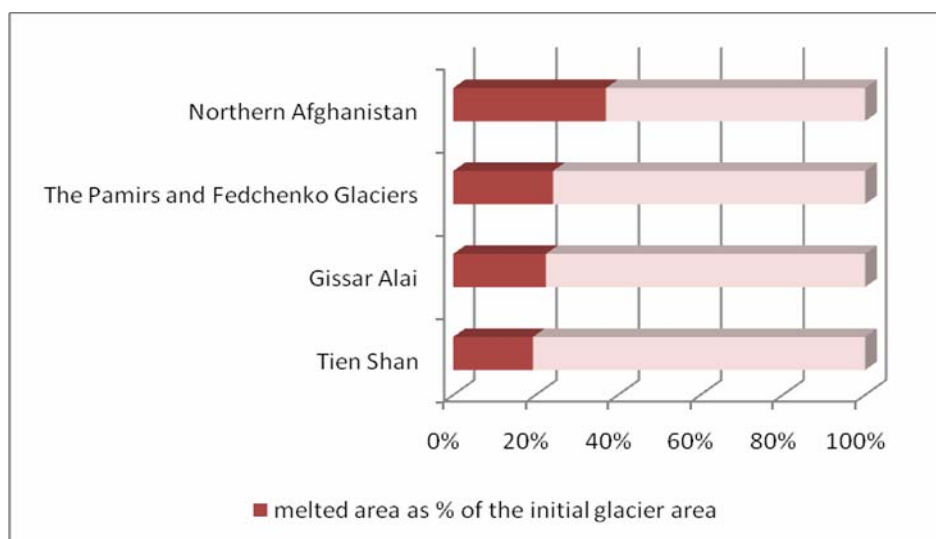 Northern Afghanistan
The Pamirs and Fedchenko Glaciers
Gissar Alai
Tien Shan
0% 20% 40% 60% 80% 100%
melted area as % of the initial glacier area